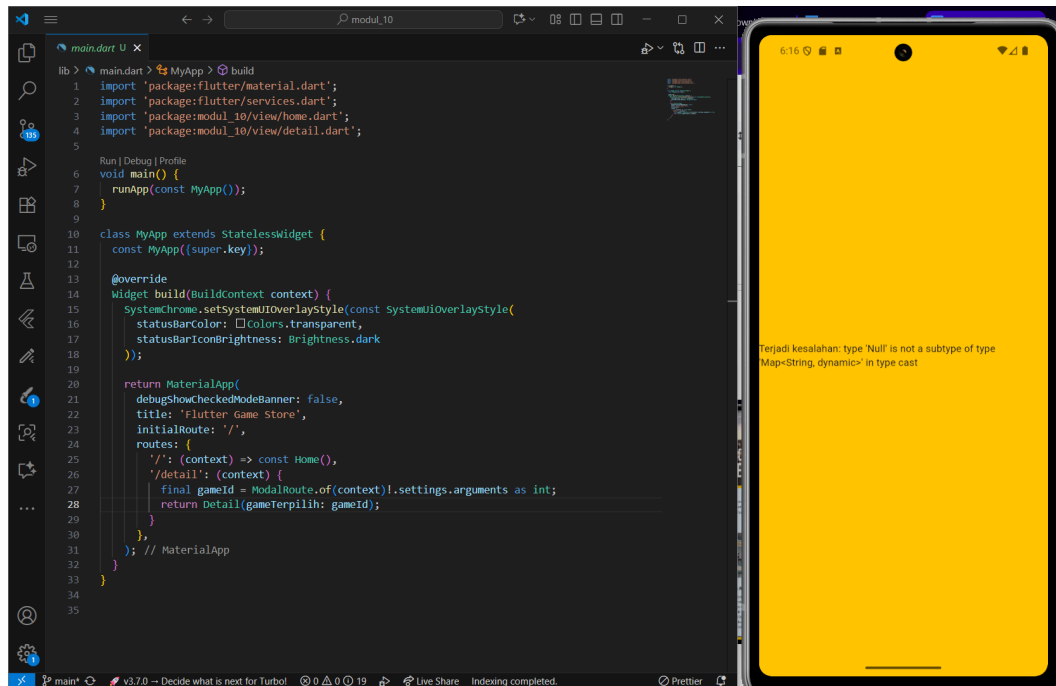 modul_10
main.dart U
lib > main.dart > MyApp > build
1 import 'package:flutter/material.dart';
2 import 'package:flutter/services.dart';
3 import 'package:modul_10/view/home.dart';
4 import 'package:modul_10/view/detail.dart';
5
Run | Debug | Profile
6 void main() {
7 runApp(const MyApp());
8 }
9
10 class MyApp extends StatelessWidget {
11 const MyApp({super.key});
12
13 @override
14 Widget build(BuildContext context) {
15 SystemChrome.setSystemUIOverlayStyle(const SystemUiOverlayStyle(
16 statusBarColor: Colors.transparent,
17 statusBarIconBrightness: Brightness.dark
18 ));
19
20 return MaterialApp(
21 debugShowCheckedModeBanner: false,
22 title: 'Flutter Game Store',
23 initialRoute: '/',
24 routes: {
25 '/': (context) => const Home(),
26 '/detail': (context) {
27 final gameId = ModalRoute.of(context)!.settings.arguments as int;
28 return Detail(gameTerpilih: gameId);
29 }
30 },
31 ); // MaterialApp
32 }
33 }
34
35
135
1
1
main* v3.7.0 → Decide what is next for Turbo! 0 0 0 19 Live Share Indexing completed. Prettier
6:16
Terjadi kesalahan: type 'Null' is not a subtype of type
'Map<String, dynamic>' in type cast